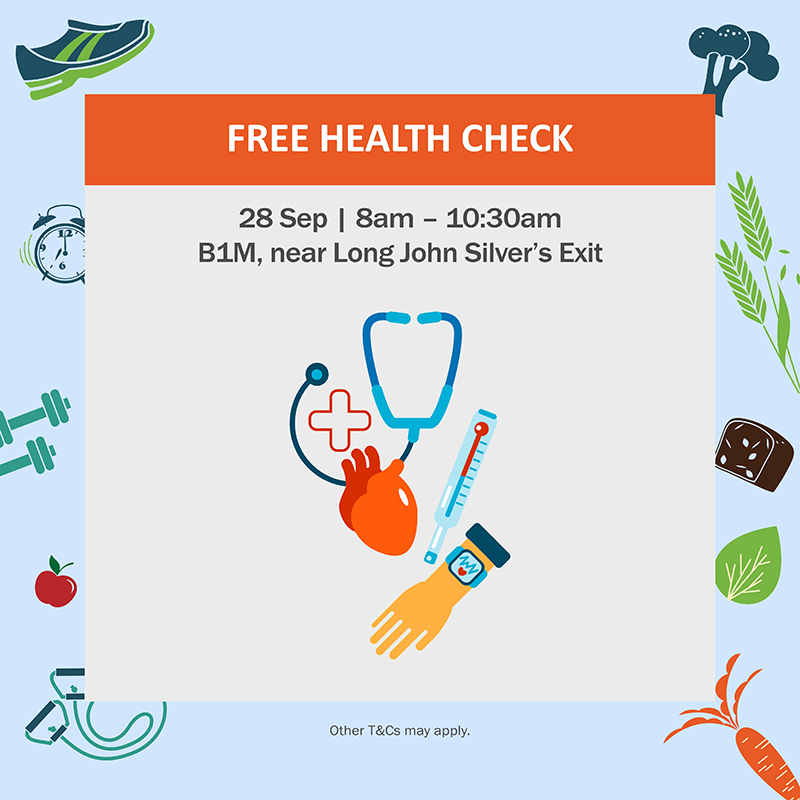 FREE HEALTH CHECK
28 Sep | 8am – 10:30am
B1M, near Long John Silver’s Exit
Other T&Cs may apply.